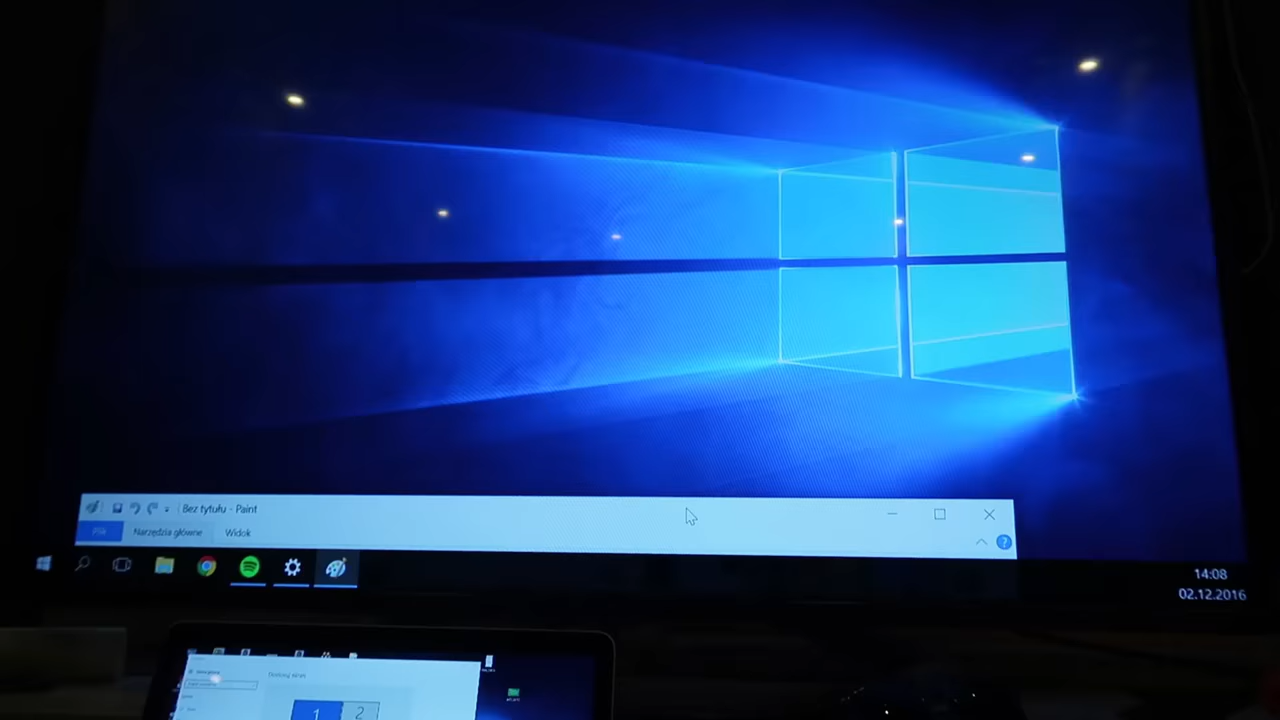 Bez tytułu - Paint
Plik
Narzędzia główne
Widok
14:08
02.12.2016
1
2